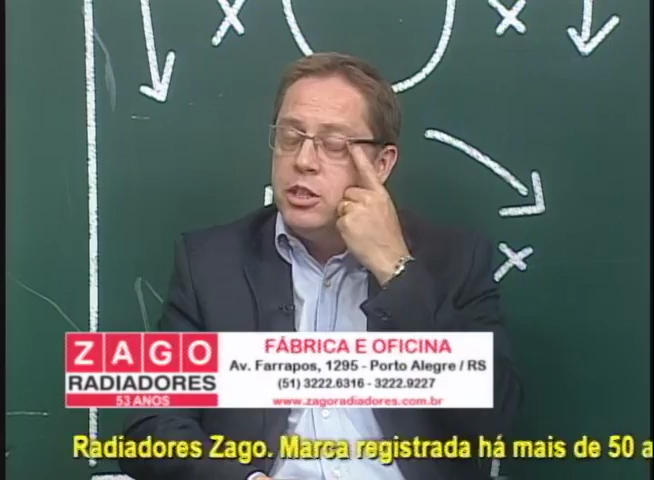 ZAGO
RADIADORES
53 ANOS
FÁBRICA E OFICINA
Av. Farrapos, 1295 - Porto Alegre / RS
(51) 3222.6316 - 3222.9227
www.zagoradiadores.com.br
Radiadores Zago. Marca registrada há mais de 50 a